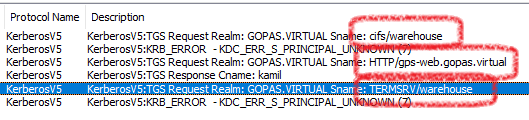 Protocol Name Description
KerberosV5 KerberosV5:TGS Request Realm: GOPAS.VIRTUAL Sname: cifs/warehouse
KerberosV5 KerberosV5:KRB_ERROR - KDC_ERR_S_PRINCIPAL_UNKNOWN (7)
KerberosV5 KerberosV5:TGS Request Realm: GOPAS.VIRTUAL Sname: HTTP/gps-web.gopas.virtual
KerberosV5 KerberosV5:TGS Response Cname: kamil
KerberosV5 KerberosV5:TGS Request Realm: GOPAS.VIRTUAL Sname: TERMSRV/warehouse
KerberosV5 KerberosV5:KRB_ERROR - KDC_ERR_S_PRINCIPAL_UNKNOWN (7)